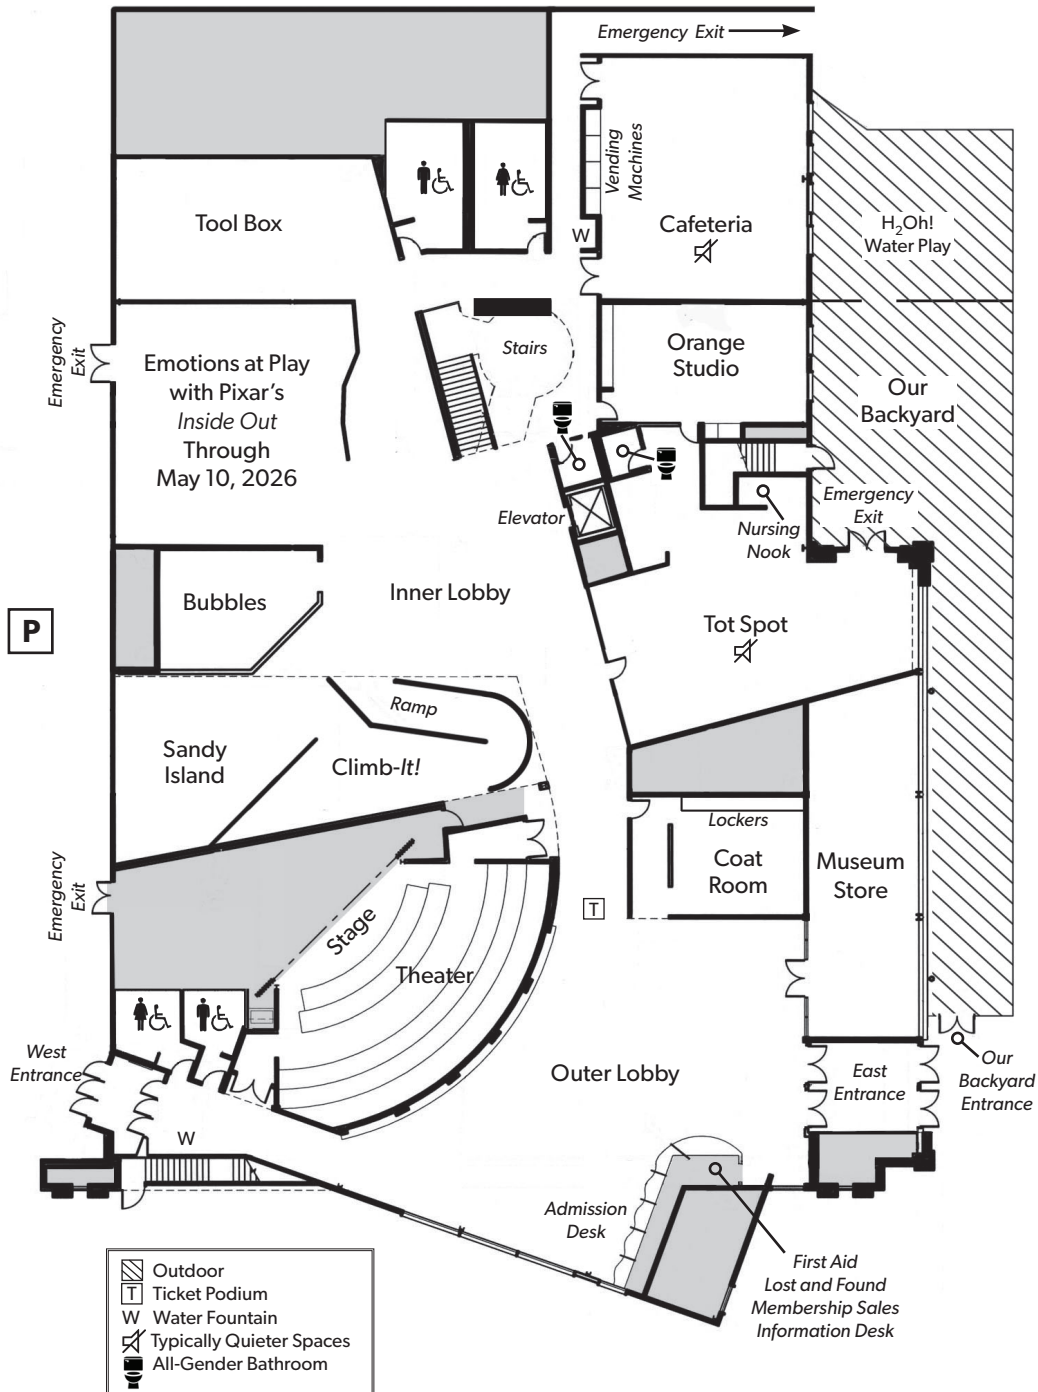 Emergency Exit
Vending
Machines
Tool Box
W
Cafeteria
H2Oh!
Water Play
Emergency
Exit
Emotions at Play
with Pixar's
Inside Out
Through
May 10, 2026
Stairs
Orange
Studio
Our
Backyard
Elevator
Nursing
Nook
Emergency
Exit
P
Bubbles
Inner Lobby
Tot Spot
Ramp
Sandy
Island
Climb-It!
Lockers
Coat
Room
Museum
Store
Emergency
Exit
T
Stage
Theater
West
Entrance
W
Outer Lobby
East
Entrance
Our
Backyard
Entrance
Admission
Desk
First Aid
Lost and Found
Membership Sales
Information Desk
Outdoor
T Ticket Podium
W Water Fountain
Typically Quieter Spaces
All-Gender Bathroom